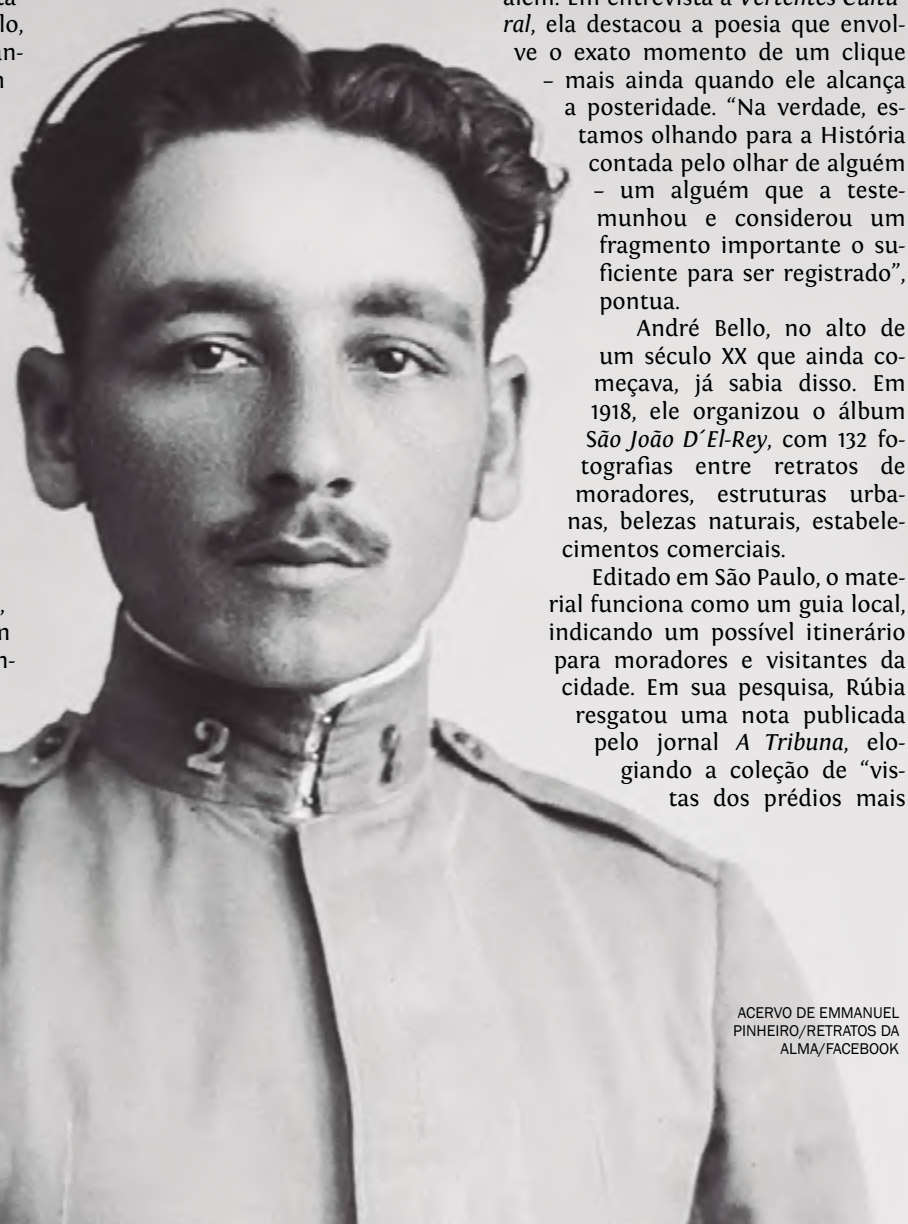 lo,
an-
n
,
m
n-
além. Em entrevista à Vertentes Cultu-
ral, ela destacou a poesia que envol-
ve o exato momento de um clique
– mais ainda quando ele alcança
a posteridade. “Na verdade, es-
tamos olhando para a História
contada pelo olhar de alguém
– um alguém que a teste-
munhou e considerou um
fragmento importante o su-
ficiente para ser registrado”,
pontua.
André Bello, no alto de
um século XX que ainda co-
meçava, já sabia disso. Em
1918, ele organizou o álbum
São João D´El-Rey, com 132 fo-
tografias entre retratos de
moradores, estruturas urba-
nas, belezas naturais, estabele-
cimentos comerciais.
Editado em São Paulo, o mate-
rial funciona como um guia local,
indicando um possível itinerário
para moradores e visitantes da
cidade. Em sua pesquisa, Rúbia
resgatou uma nota publicada
pelo jornal A Tribuna, elo-
giando a coleção de “vis-
tas dos prédios mais
2
ACERVO DE EMMANUEL
PINHEIRO/RETRATOS DA
ALMA/FACEBOOK